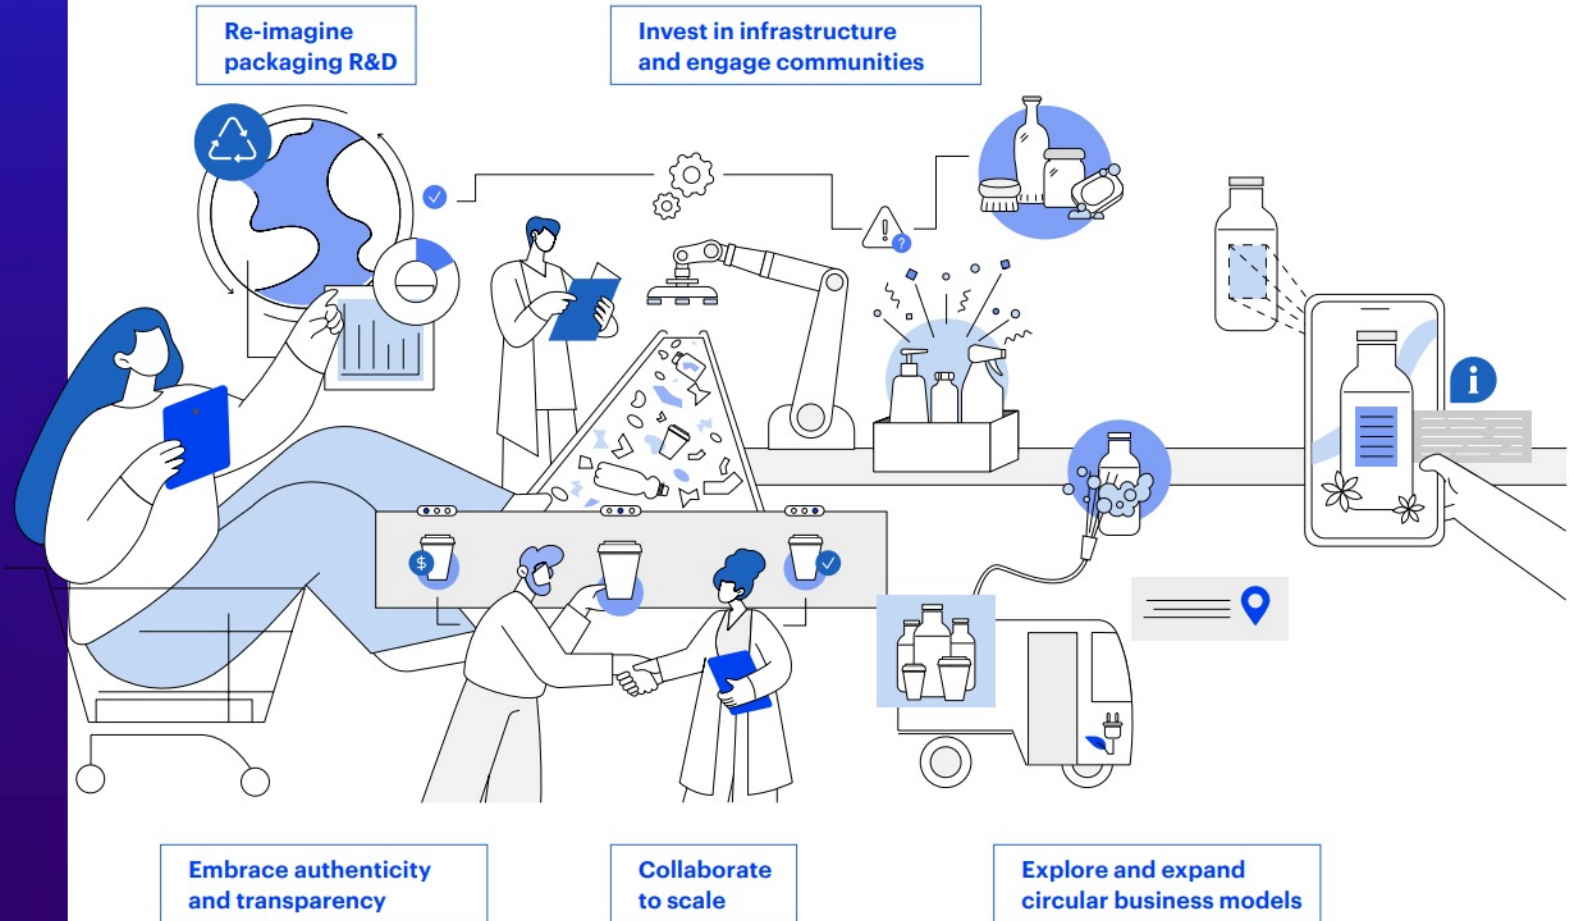 Re-imagine
packaging R&D
Invest in infrastructure
and engage communities
?
i
$
Embrace authenticity
and transparency
Collaborate
to scale
Explore and expand
circular business models